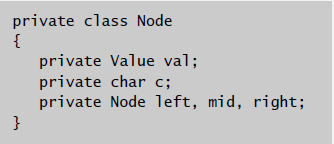 private class Node
{
   private Value val;
   private char c;
   private Node left, mid, right;
}